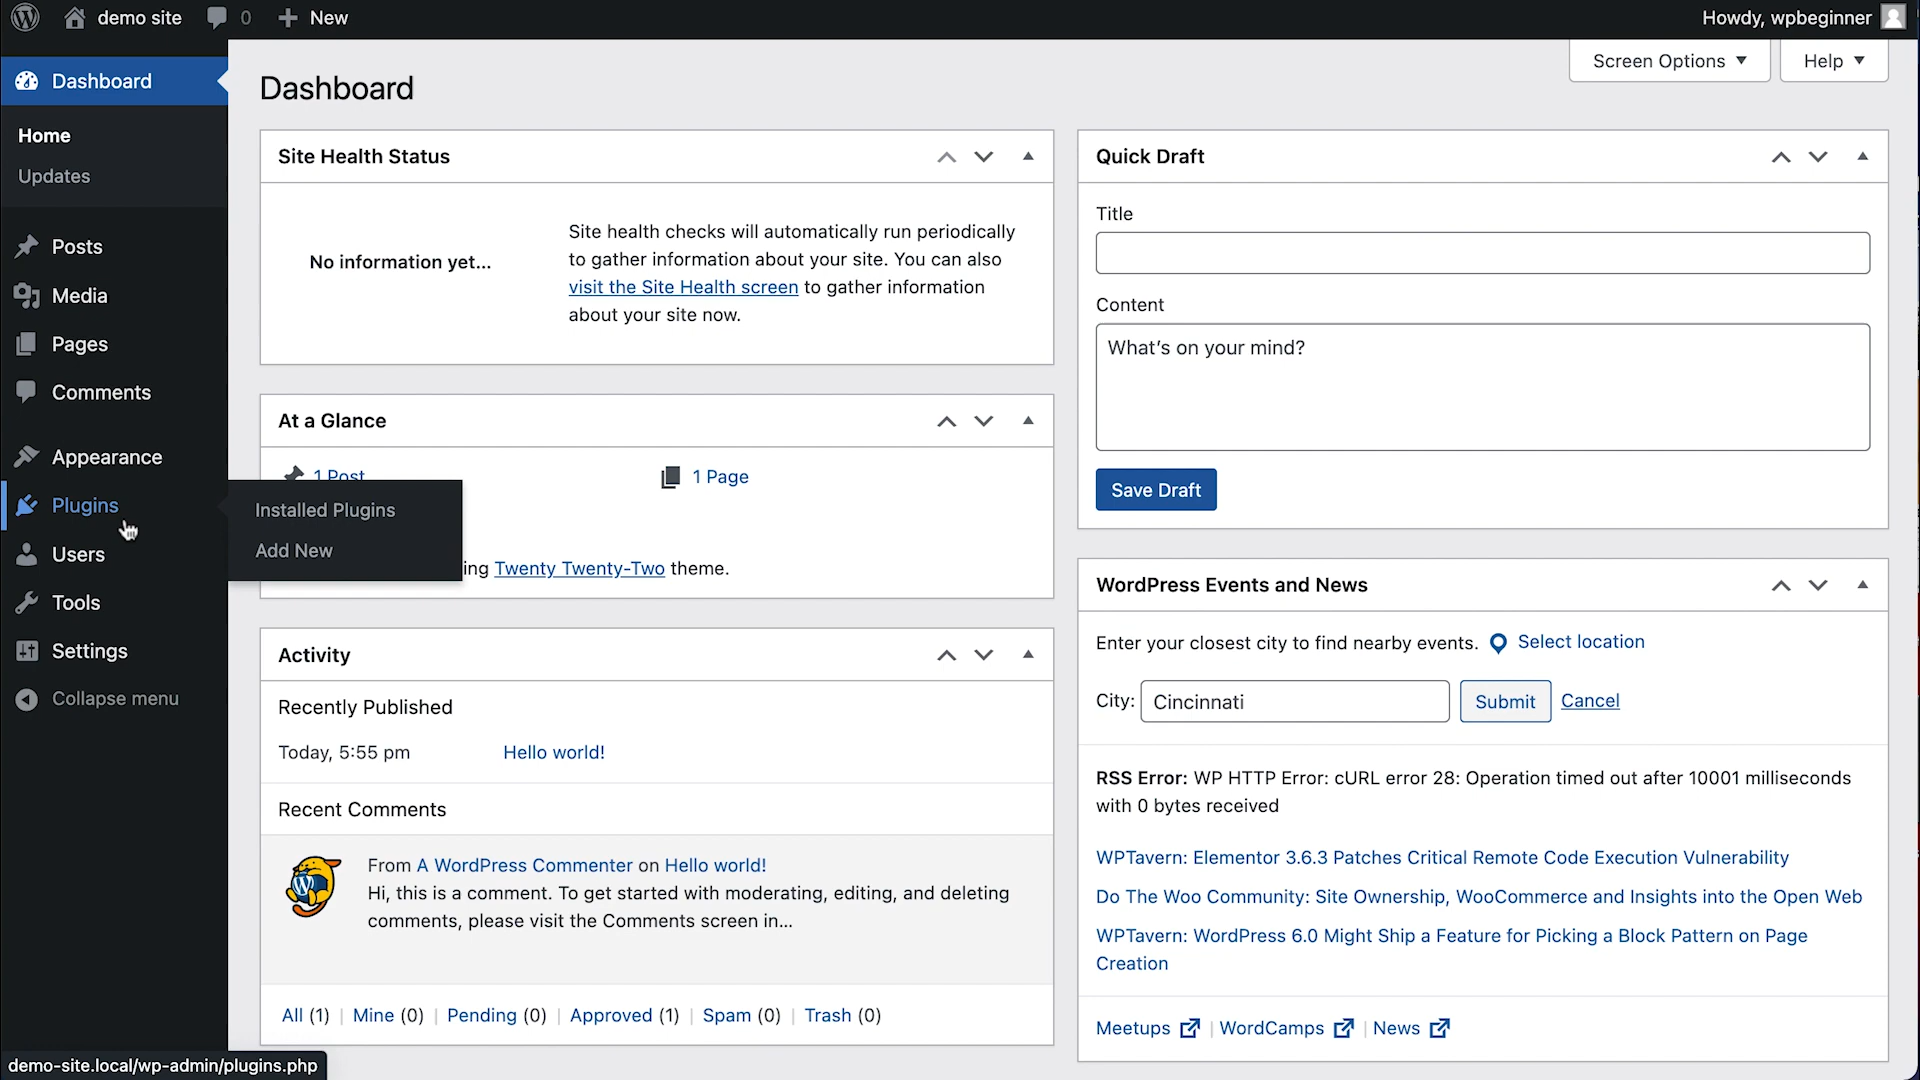 demo site 0 New
Howdy, wpbeginner
Dashboard
Home
Updates
Posts
Media
Pages
Comments
Appearance
Plugins
Users
Tools
Settings
Collapse menu
Installed Plugins
Add New
Dashboard
Screen Options
Help
Site Health Status
No information yet...
Site health checks will automatically run periodically
to gather information about your site. You can also
visit the Site Health screen to gather information
about your site now.
At a Glance
1 Post
1 Page
ing Twenty Twenty-Two theme.
Activity
Recently Published
Today, 5:55 pm Hello world!
Recent Comments
From A WordPress Commenter on Hello world!
Hi, this is a comment. To get started with moderating, editing, and deleting
comments, please visit the Comments screen in...
All (1) | Mine (0) | Pending (0) | Approved (1) | Spam (0) | Trash (0)
Quick Draft
Title
Content
What's on your mind?
Save Draft
WordPress Events and News
Enter your closest city to find nearby events. Select location
City: Cincinnati Submit Cancel
RSS Error: WP HTTP Error: cURL error 28: Operation timed out after 10001 milliseconds
with 0 bytes received
WPTavern: Elementor 3.6.3 Patches Critical Remote Code Execution Vulnerability
Do The Woo Community: Site Ownership, WooCommerce and Insights into the Open Web
WPTavern: WordPress 6.0 Might Ship a Feature for Picking a Block Pattern on Page
Creation
Meetups | WordCamps | News
demo-site.local/wp-admin/plugins.php